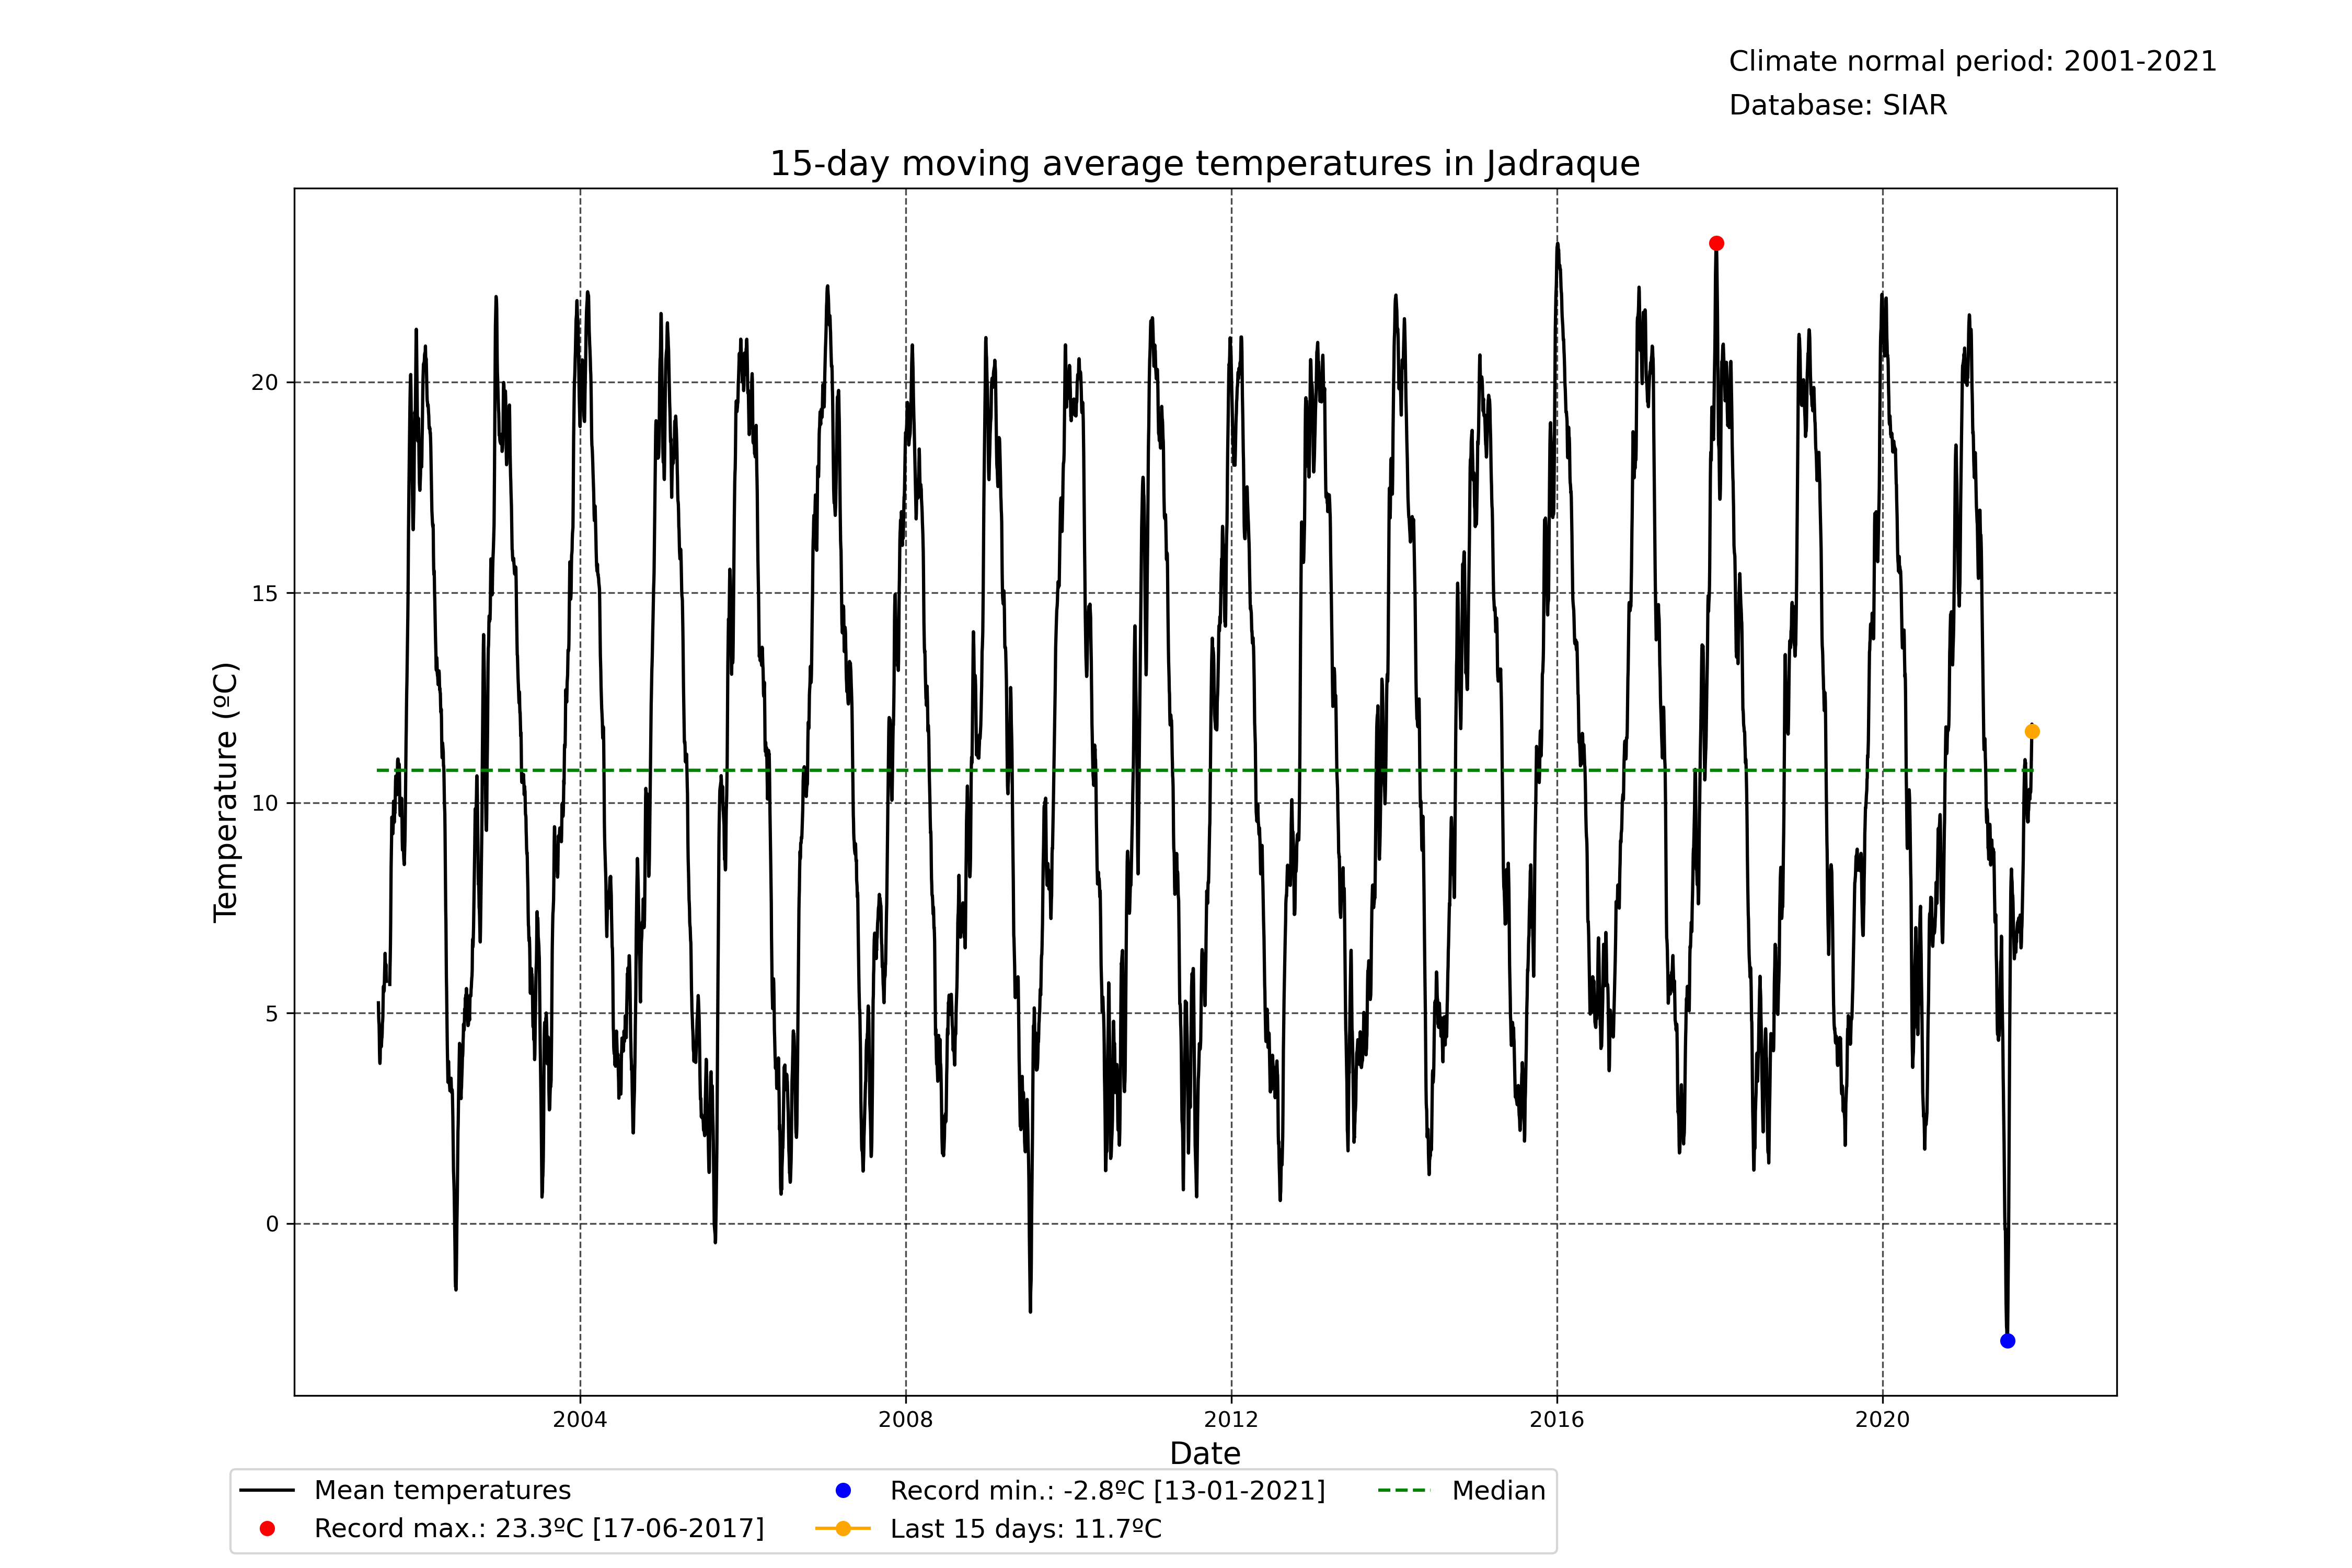 Climate normal period: 2001-2021
Database: SIAR
15-day moving average temperatures in Jadraque
Temperature (ºC)
20
15
10
5
0
2004
2008
2012
2016
2020
Date
Mean temperatures
Record max.: 23.3ºC [17-06-2017]
Record min.: -2.8ºC [13-01-2021]
Last 15 days: 11.7ºC
Median